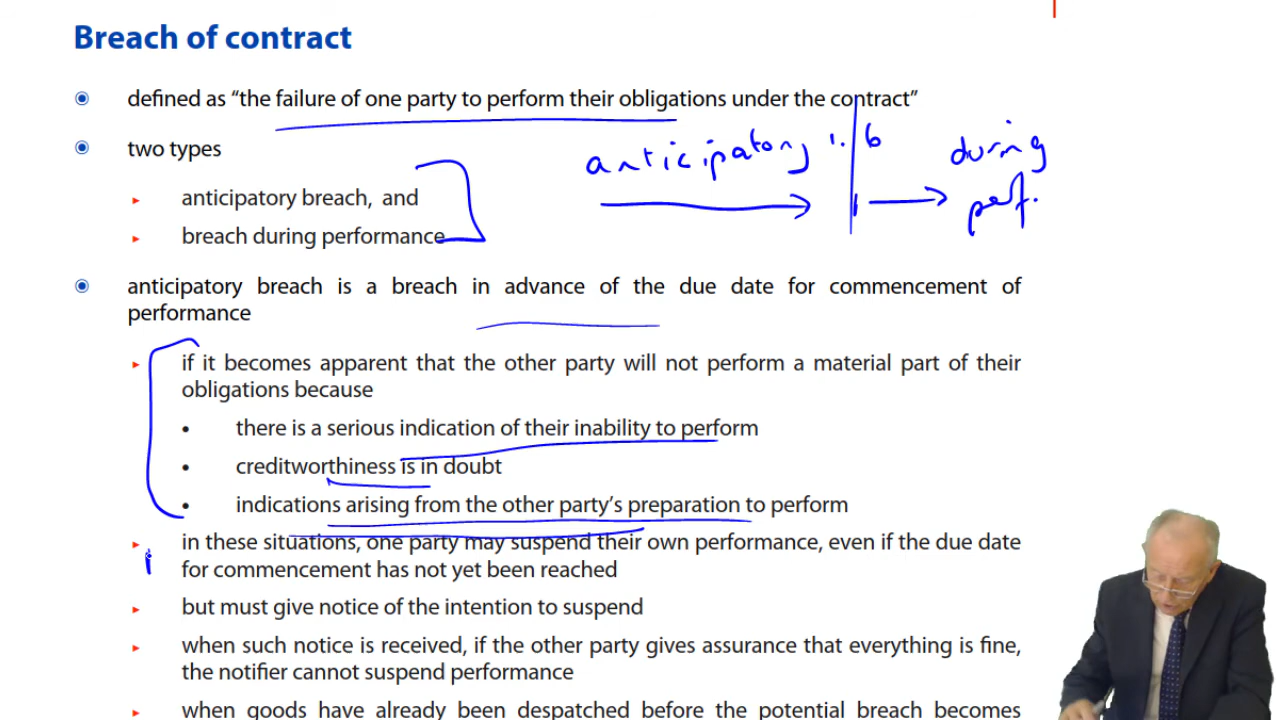 Breach of contract
defined as “the failure of one party to perform their obligations under the contract”
two types
anticipatory 1. 6 during
perf.
anticipatory breach, and
breach during performance
anticipatory breach is a breach in advance of the due date for commencement of
performance
if it becomes apparent that the other party will not perform a material part of their
obligations because
there is a serious indication of their inability to perform
creditworthiness is in doubt
indications arising from the other party’s preparation to perform
in these situations, one party may suspend their own performance, even if the due date
for commencement has not yet been reached
but must give notice of the intention to suspend
when such notice is received, if the other party gives assurance that everything is fine,
the notifier cannot suspend performance
when goods have already been despatched before the potential breach becomes